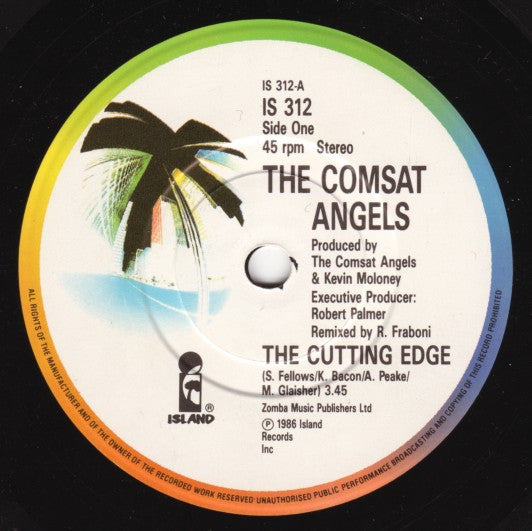 IS 312-A
IS 312
Side One
45 rpm Stereo
THE COMSAT
ANGELS
Produced by
The Comsat Angels
& Kevin Moloney
Executive Producer:
Robert Palmer
Remixed by R. Fraboni
THE CUTTING EDGE
(S. Fellows/K. Bacon/A. Peake/
M. Glaisher) 3.45
Zomba Music Publishers Ltd
Ⓟ 1986 Island
Records
Inc
ISLAND®
ALL RIGHTS OF THE MANUFACTURER AND OF THE OWNER OF THE RECORDED WORK RESERVED·UNAUTHORISED PUBLIC PERFORMANCE BROADCASTING AND COPYING OF THIS RECORD PROHIBITED